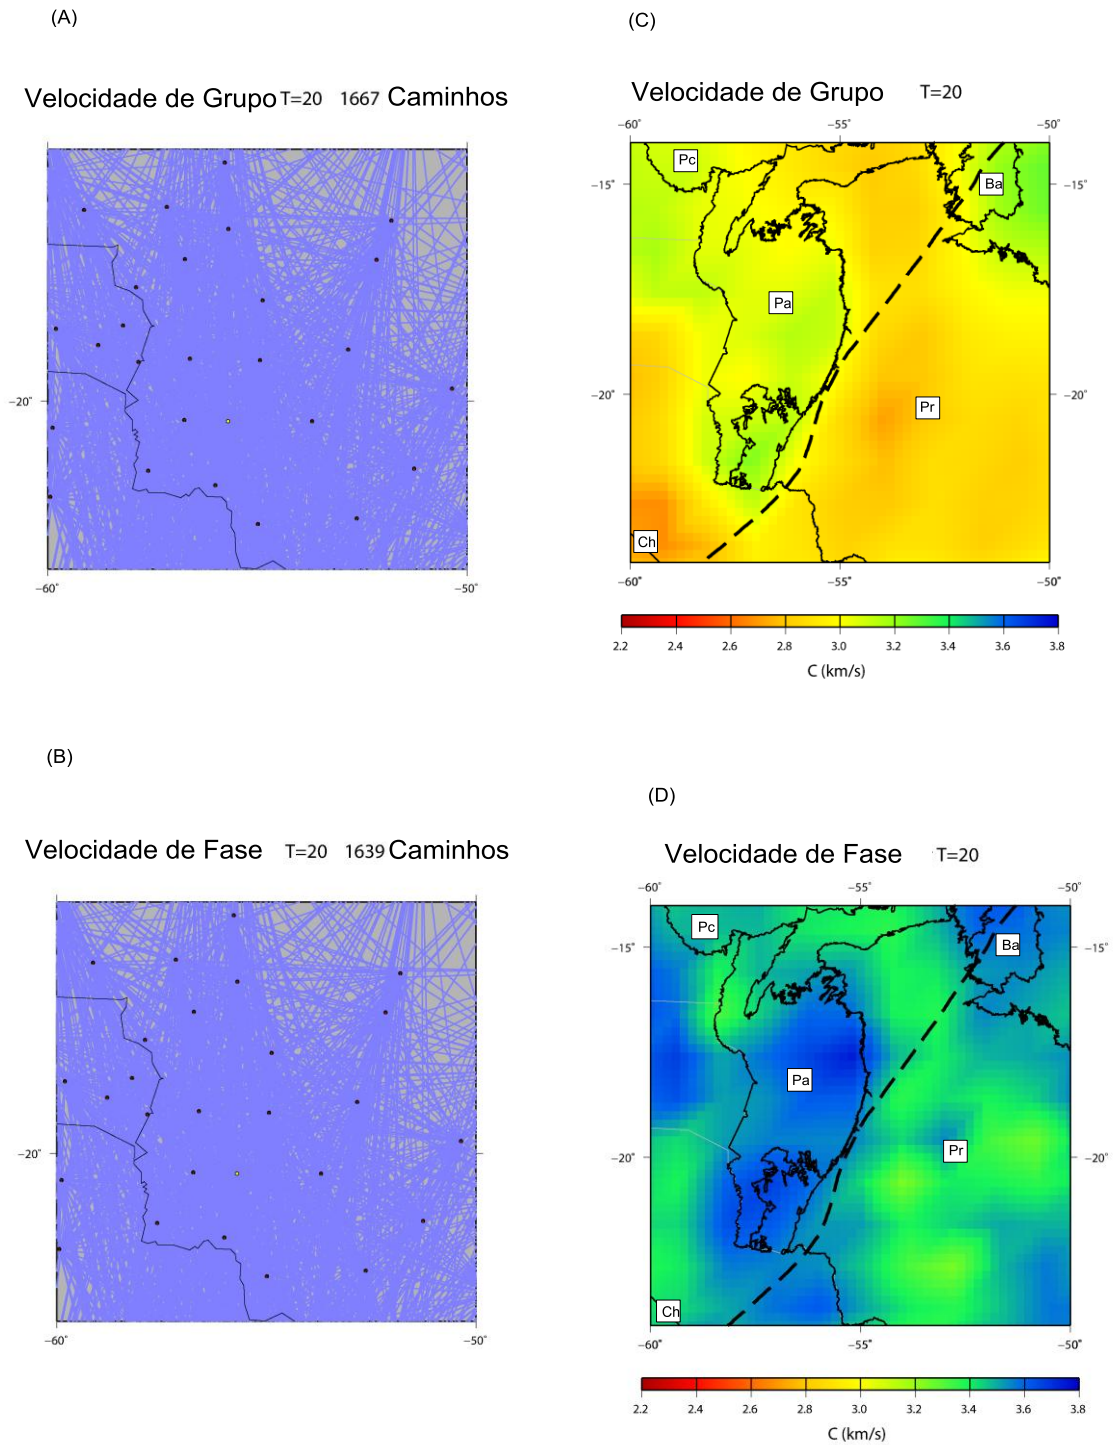 (A)
Velocidade de Grupo T=20 1667 Caminhos
−20°
−60° −50°
(C)
Velocidade de Grupo T=20
−60° −55° −50°
−15° −15°
−20° −20°
Pc
Ba
Pa
Pr
Ch
−60° −55° −50°
2.2 2.4 2.6 2.8 3.0 3.2 3.4 3.6 3.8
C (km/s)
(B)
Velocidade de Fase T=20 1639 Caminhos
−20°
−60° −50°
(D)
Velocidade de Fase T=20
−60° −55° −50°
−15° −15°
−20° −20°
Pc
Ba
Pa
Pr
Ch
−60° −55° −50°
2.2 2.4 2.6 2.8 3.0 3.2 3.4 3.6 3.8
C (km/s)